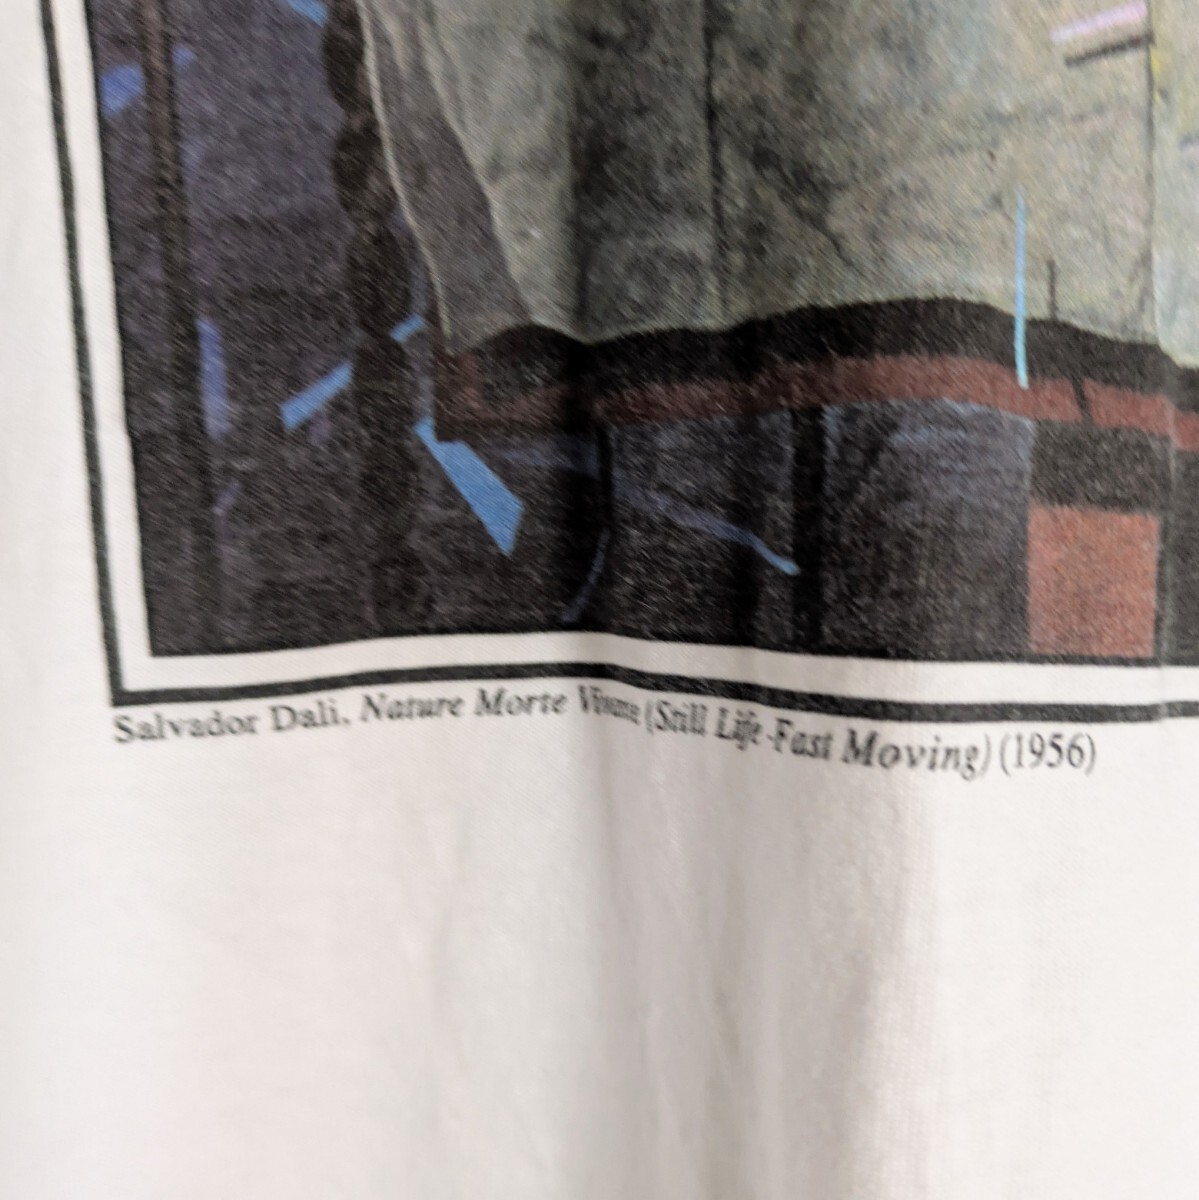 Salvador Dali. Nature Morte Vivante (Still Life-Fast Moving) (1956)